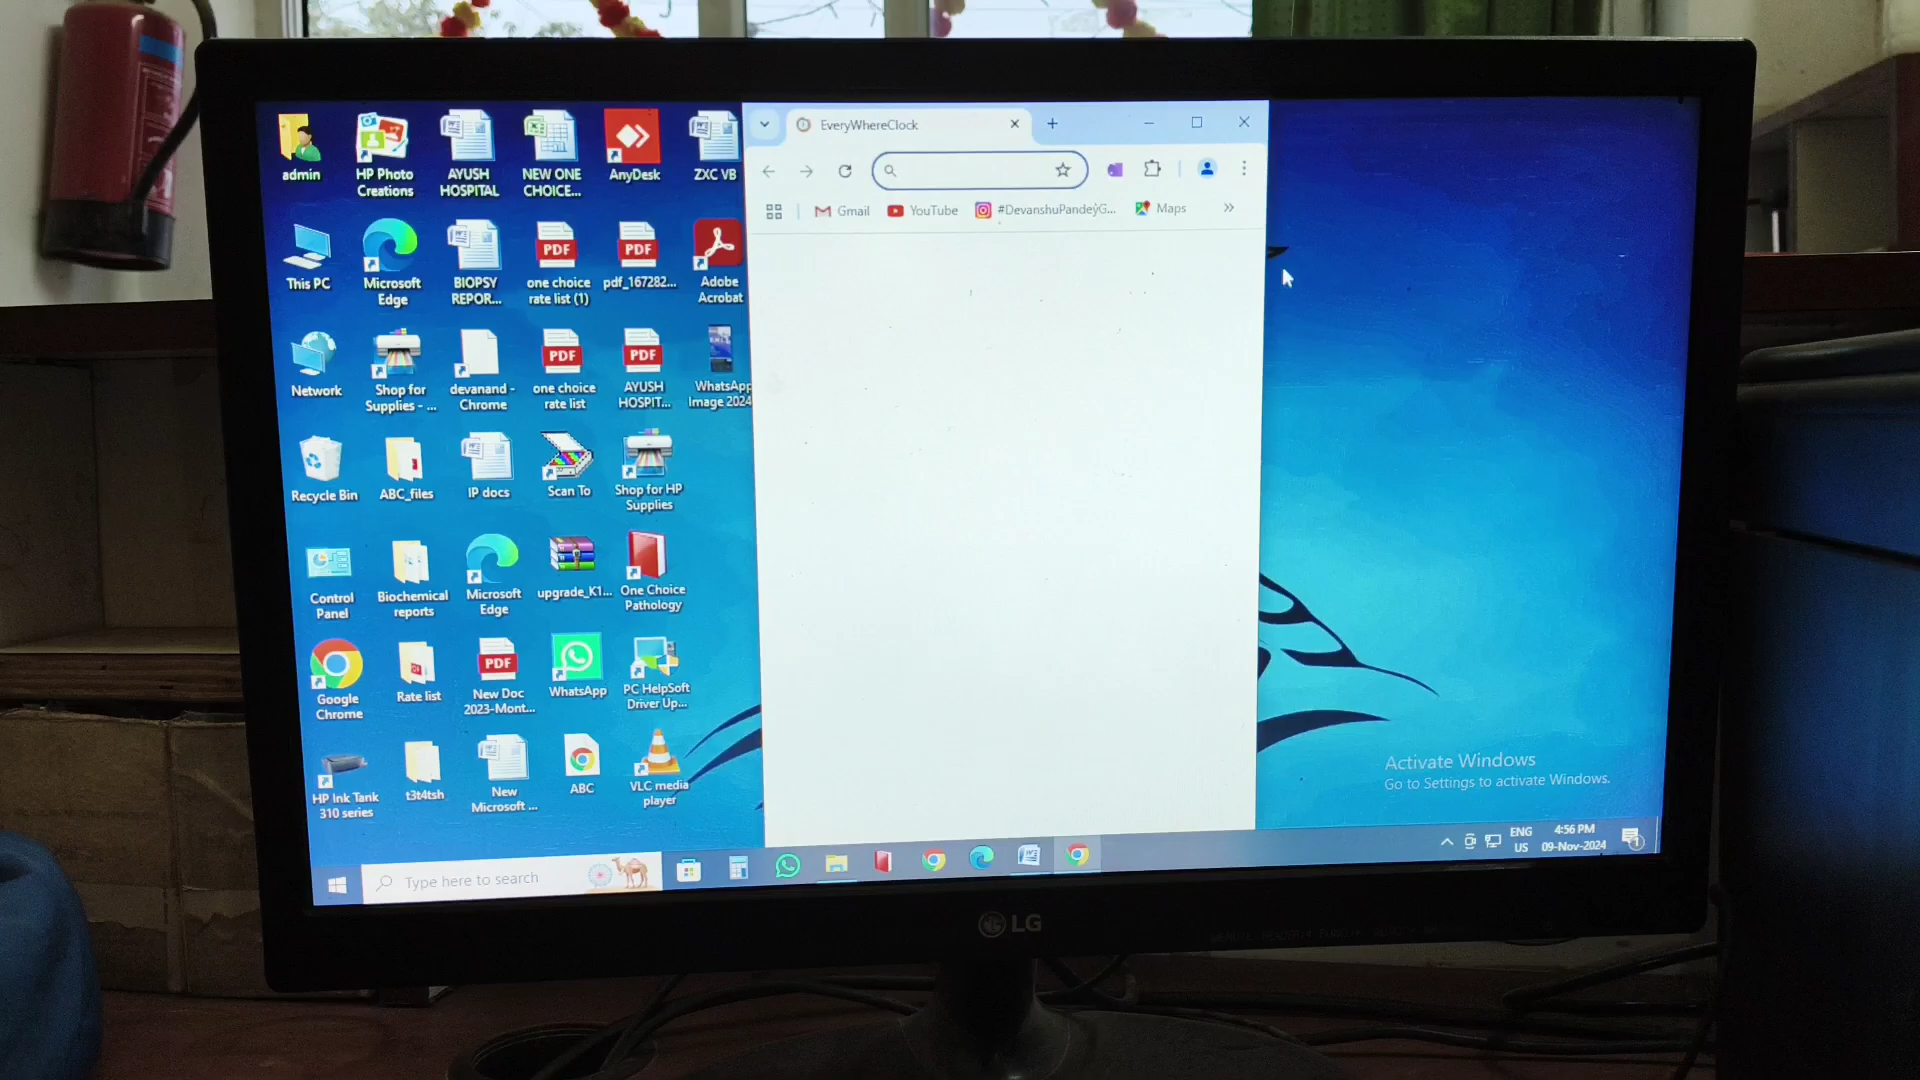 admin
HP Photo
Creations
AYUSH
HOSPITAL
NEW ONE
CHOICE...
AnyDesk
ZXC VB
This PC
Microsoft
Edge
BIOPSY
REPOR...
PDF
one choice
rate list (1)
PDF
pdf_167282...
Adobe
Acrobat
Network
Shop for
Supplies - ...
devanand -
Chrome
PDF
one choice
rate list
PDF
AYUSH
HOSPIT...
WhatsApp
Image 2024
Recycle Bin
ABC_files
IP docs
Scan To
Shop for HP
Supplies
Control
Panel
Biochemical
reports
Microsoft
Edge
upgrade_K1...
One Choice
Pathology
Google
Chrome
Rate list
PDF
New Doc
2023-Mont...
WhatsApp
PC HelpSoft
Driver Up...
HP Ink Tank
310 series
t3t4tsh
New
Microsoft ...
ABC
VLC media
player
EveryWhereClock
Gmail
YouTube
#DevanshuPandeyG...
Maps
Activate Windows
Go to Settings to activate Windows.
Type here to search
ENG
US
4:56 PM
09-Nov-2024
1
LG